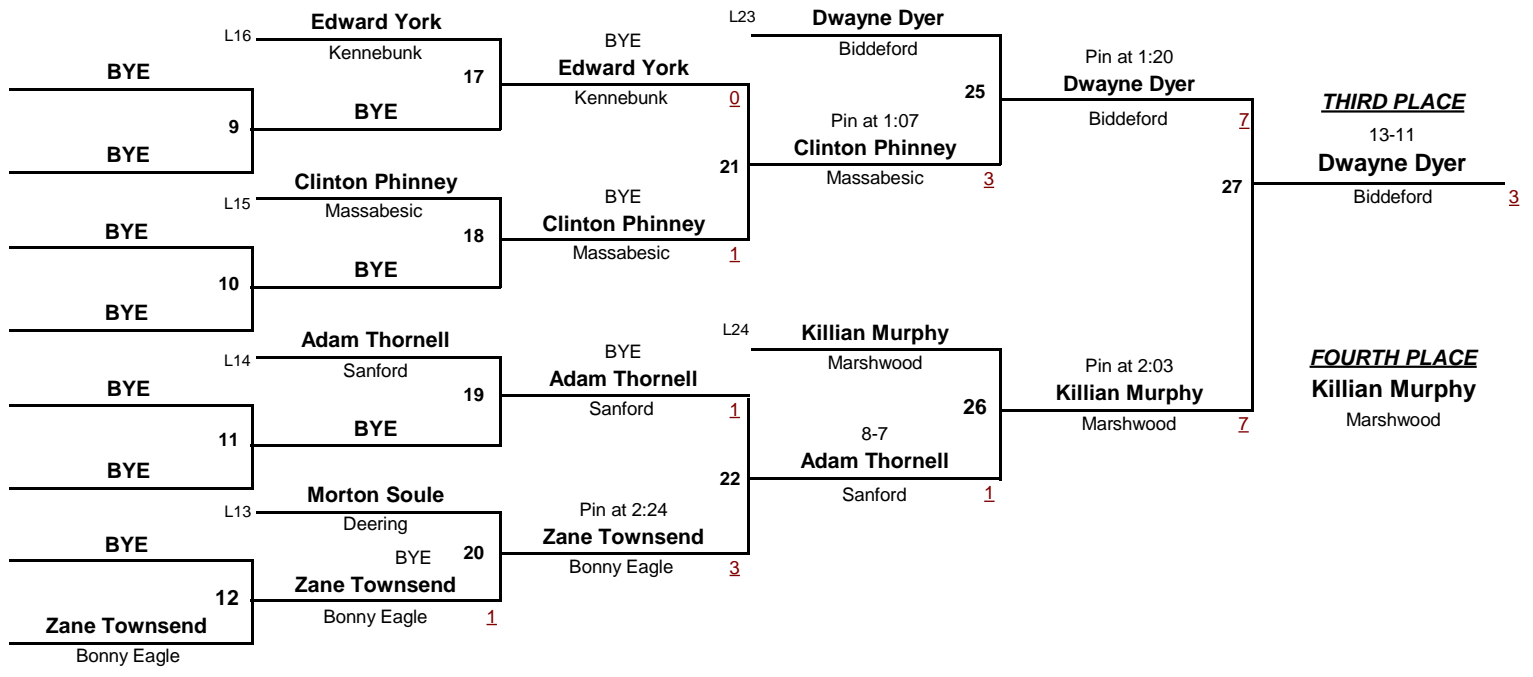 L16
Edward York
Kennebunk
BYE
9
BYE
17
BYE
L15
Clinton Phinney
Massabesic
BYE
10
BYE
18
BYE
L14
Adam Thornell
Sanford
BYE
11
BYE
19
BYE
L13
Morton Soule
Deering
BYE
12
Zane Townsend
Bonny Eagle
20
BYE
Zane Townsend
Bonny Eagle
1
BYE
Edward York
Kennebunk
0
21
BYE
Clinton Phinney
Massabesic
1
BYE
Adam Thornell
Sanford
1
22
Pin at 2:24
Zane Townsend
Bonny Eagle
3
L23
Dwayne Dyer
Biddeford
25
Pin at 1:07
Clinton Phinney
Massabesic
3
L24
Killian Murphy
Marshwood
26
8-7
Adam Thornell
Sanford
1
Pin at 1:20
Dwayne Dyer
Biddeford
7
27
Pin at 2:03
Killian Murphy
Marshwood
7
THIRD PLACE
13-11
Dwayne Dyer
Biddeford
3
FOURTH PLACE
Killian Murphy
Marshwood